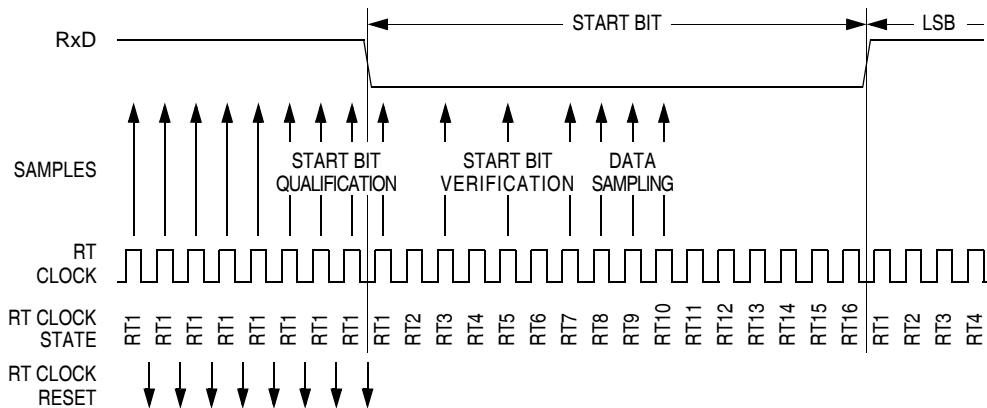 START BIT
LSB
RxD
SAMPLES
START BIT
QUALIFICATION
START BIT
VERIFICATION
DATA
SAMPLING
RT
CLOCK
RT CLOCK
STATE
RT1 RT1 RT1 RT1 RT1 RT1 RT1 RT1 RT1 RT2 RT3 RT4 RT5 RT6 RT7 RT8 RT9 RT10 RT11 RT12 RT13 RT14 RT15 RT16 RT1 RT2 RT3 RT4
RT CLOCK
RESET